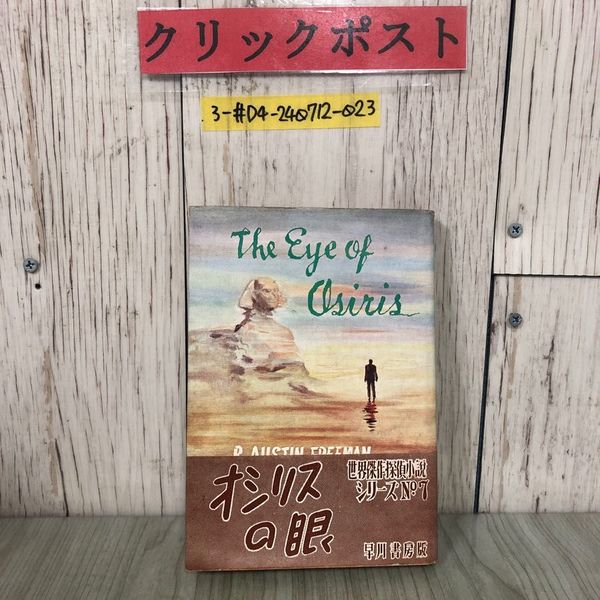 クリックポスト
3-#D4-240712-023
The Eye of
Osiris
R. AUSTIN FREEMAN
オシリス
の眼
世界傑作探偵小説
シリーズNo.7
早川書房版